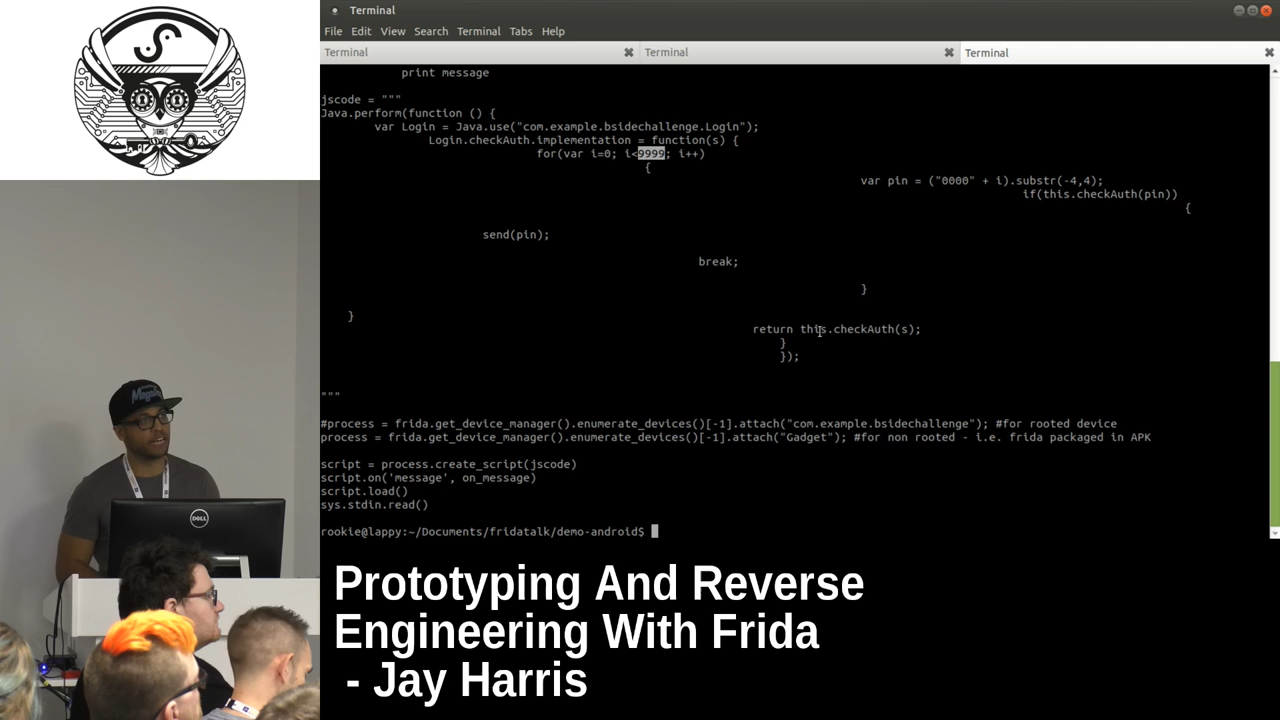 Terminal
File Edit View Search Terminal Tabs Help
Terminal Terminal Terminal
print message
jscode = """
Java.perform(function () {
var Login = Java.use("com.example.bsidechallenge.Login");
Login.checkAuth.implementation = function(s) {
for(var i=0; i<9999; i++)
{
var pin = ("0000" + i).substr(-4,4);
if(this.checkAuth(pin))
{
send(pin);
break;
}
}
return this.checkAuth(s);
}
});
"""
#process = frida.get_device_manager().enumerate_devices()[-1].attach("com.example.bsidechallenge"); #for rooted device
process = frida.get_device_manager().enumerate_devices()[-1].attach("Gadget"); #for non rooted - i.e. frida packaged in APK
script = process.create_script(jscode)
script.on('message', on_message)
script.load()
sys.stdin.read()
rookie@lappy:~/Documents/fridatalk/demo-android$
DELL
Prototyping And Reverse
Engineering With Frida
- Jay Harris